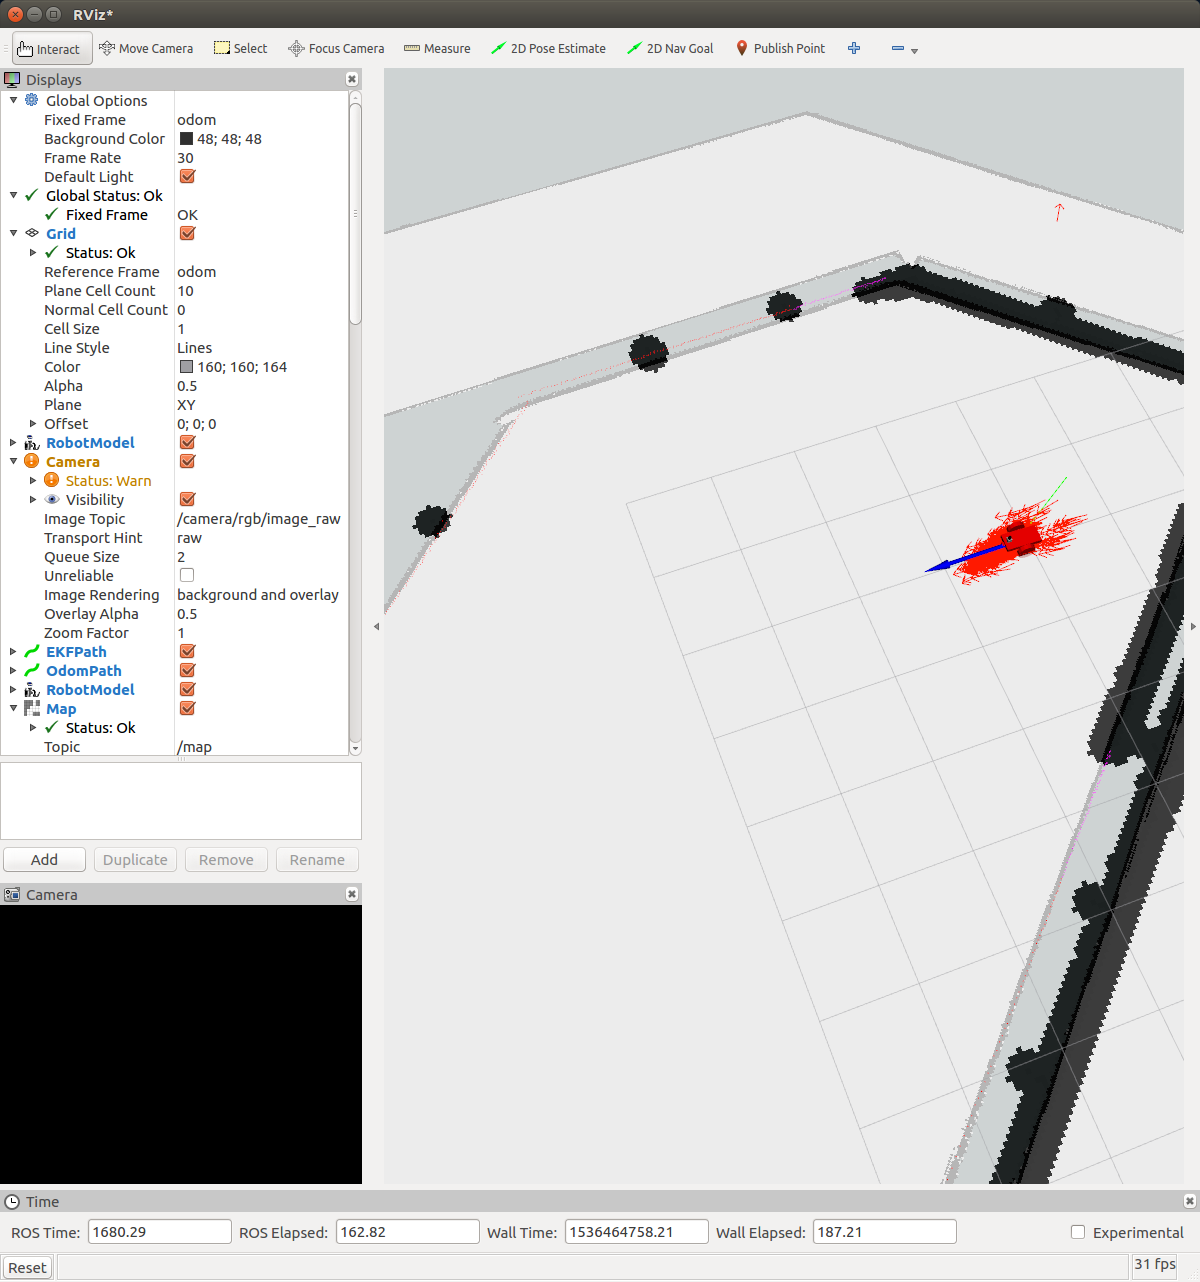 RViz*
Interact Move Camera Select Focus Camera Measure 2D Pose Estimate 2D Nav Goal Publish Point
Displays
Global Options
Fixed Frame odom
Background Color 48; 48; 48
Frame Rate 30
Default Light
Global Status: Ok
Fixed Frame OK
Grid
Status: Ok
Reference Frame odom
Plane Cell Count 10
Normal Cell Count 0
Cell Size 1
Line Style Lines
Color 160; 160; 164
Alpha 0.5
Plane XY
Offset 0; 0; 0
RobotModel
Camera
Status: Warn
Visibility
Image Topic /camera/rgb/image_raw
Transport Hint raw
Queue Size 2
Unreliable
Image Rendering background and overlay
Overlay Alpha 0.5
Zoom Factor 1
EKFPath
OdomPath
RobotModel
Map
Status: Ok
Topic /map
Add Duplicate Remove Rename
Camera
Time
ROS Time: 1680.29 ROS Elapsed: 162.82 Wall Time: 1536464758.21 Wall Elapsed: 187.21 Experimental
Reset 31 fps